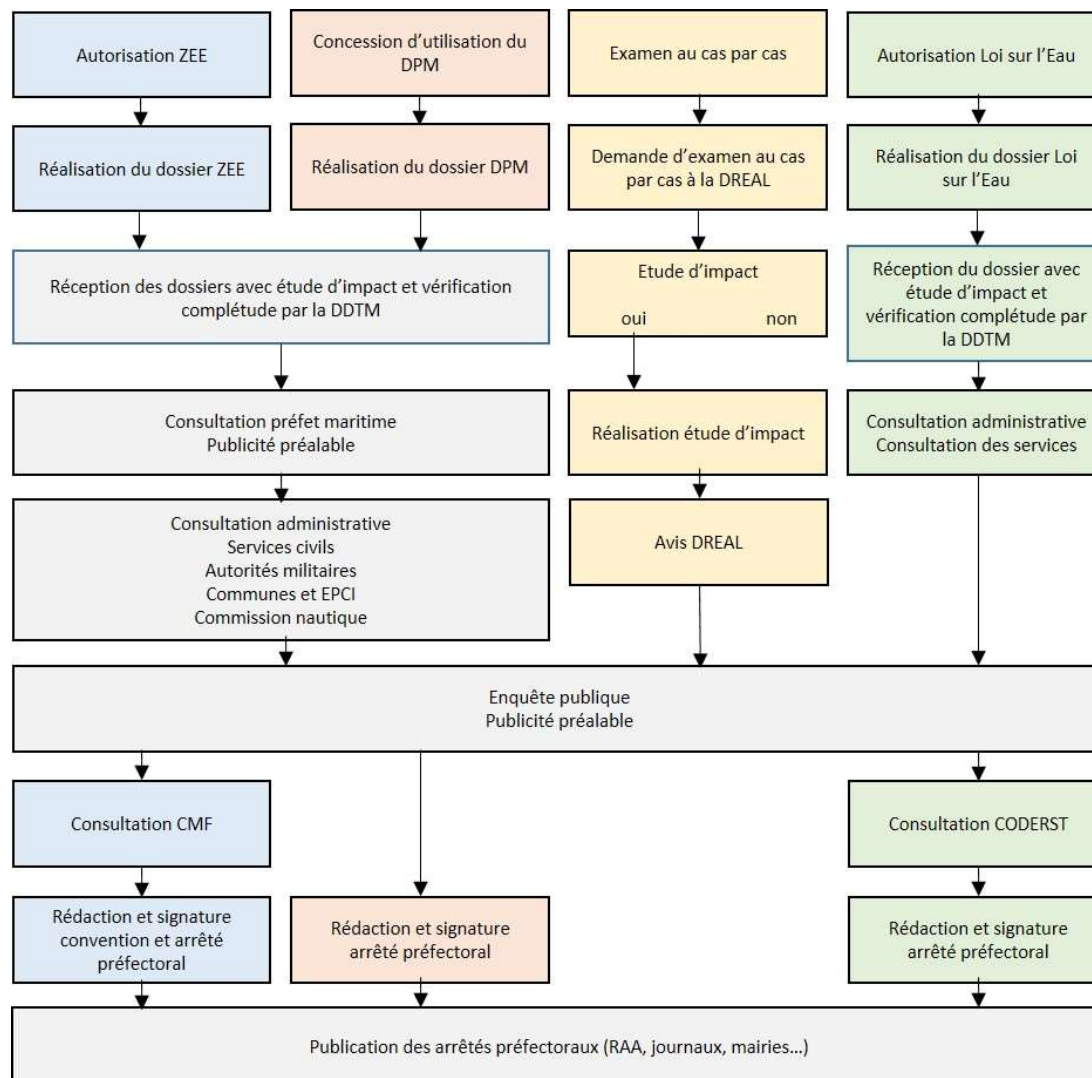 Autorisation ZEE
Concession d'utilisation du
DPM
Examen au cas par cas
Autorisation Loi sur l'Eau
Réalisation du dossier ZEE
Réalisation du dossier DPM
Demande d'examen au cas
par cas à la DREAL
Réalisation du dossier Loi
sur l'Eau
Réception des dossiers avec étude d'impact et vérification
complétude par la DDTM
Etude d'impact
oui non
Réception du dossier avec
étude d'impact et
vérification complétude par
la DDTM
Consultation préfet maritime
Publicité préalable
Réalisation étude d'impact
Consultation administrative
Consultation des services
Consultation administrative
Services civils
Autorités militaires
Communes et EPCI
Commission nautique
Avis DREAL
Enquête publique
Publicité préalable
Consultation CMF
Consultation CODERST
Rédaction et signature
convention et arrêté
préfectoral
Rédaction et signature
arrêté préfectoral
Rédaction et signature
arrêté préfectoral
Publication des arrêtés préfectoraux (RAA, journaux, mairies...)